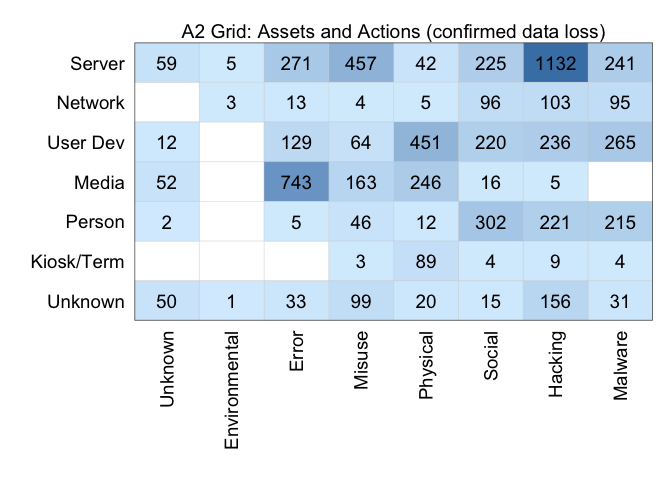 A2 Grid: Assets and Actions (confirmed data loss)
Server 59 5 271 457 42 225 1132 241
Network 3 13 4 5 96 103 95
User Dev 12 129 64 451 220 236 265
Media 52 743 163 246 16 5
Person 2 5 46 12 302 221 215
Kiosk/Term 3 89 4 9 4
Unknown 50 1 33 99 20 15 156 31
Unknown Environmental Error Misuse Physical Social Hacking Malware